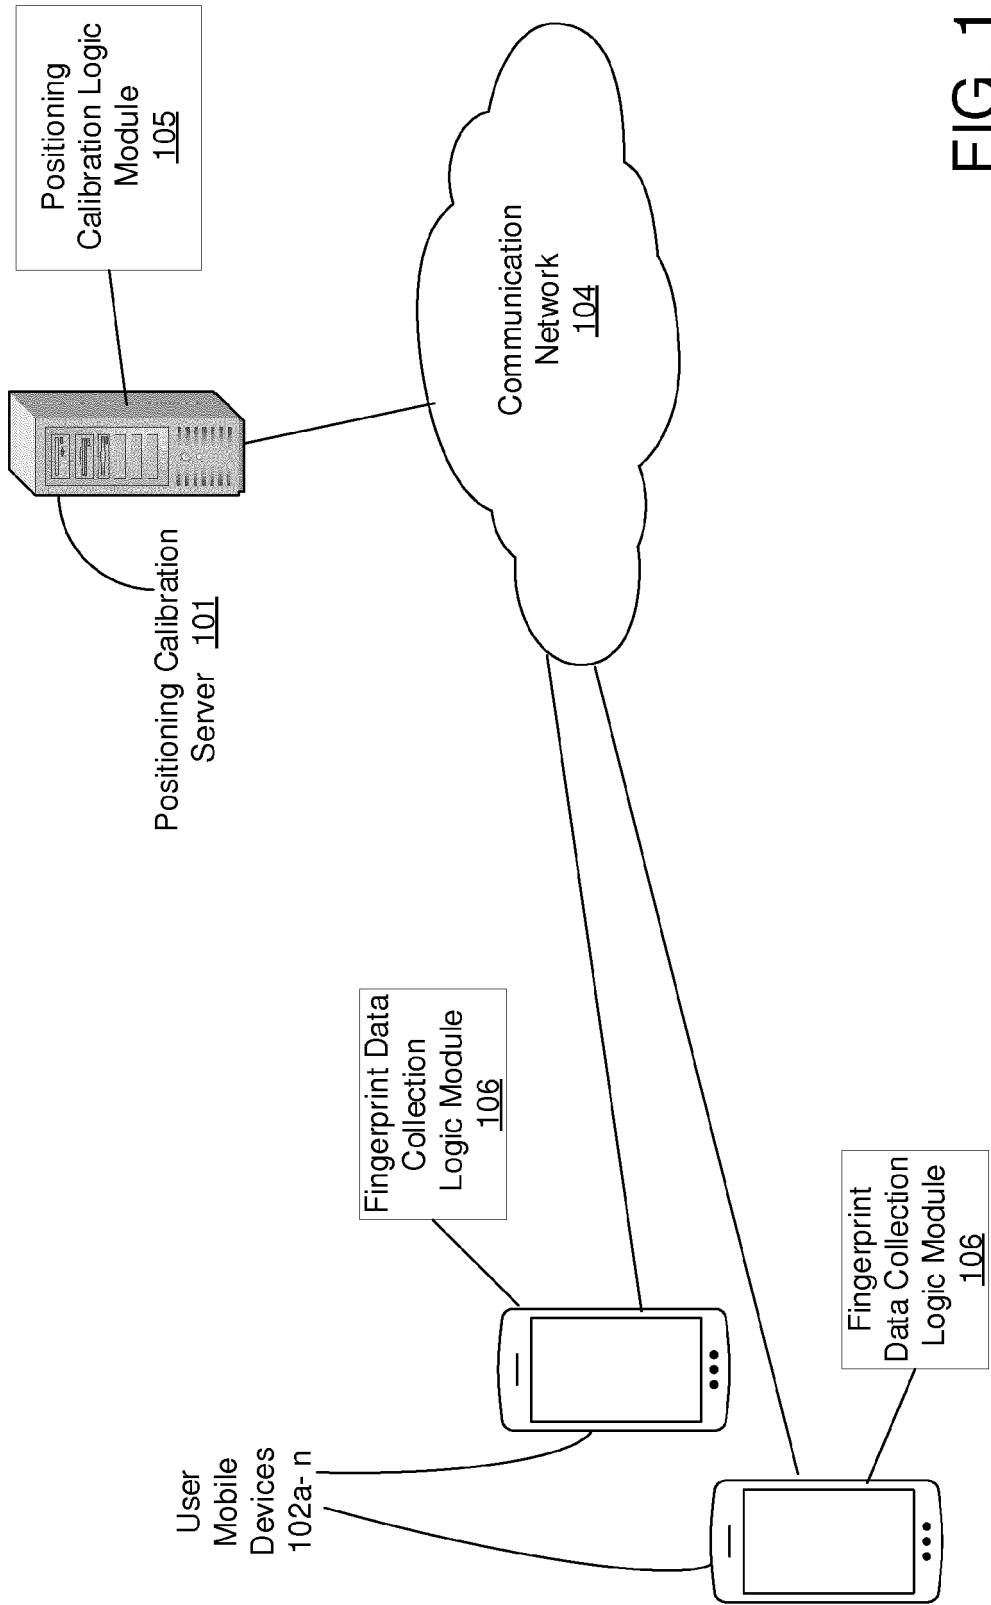 Positioning
Calibration Logic
Module
105
Positioning Calibration
Server 101
Communication
Network
104
Fingerprint Data
Collection
Logic Module
106
User
Mobile
Devices
102a- n
Fingerprint
Data Collection
Logic Module
106
FIG. 1